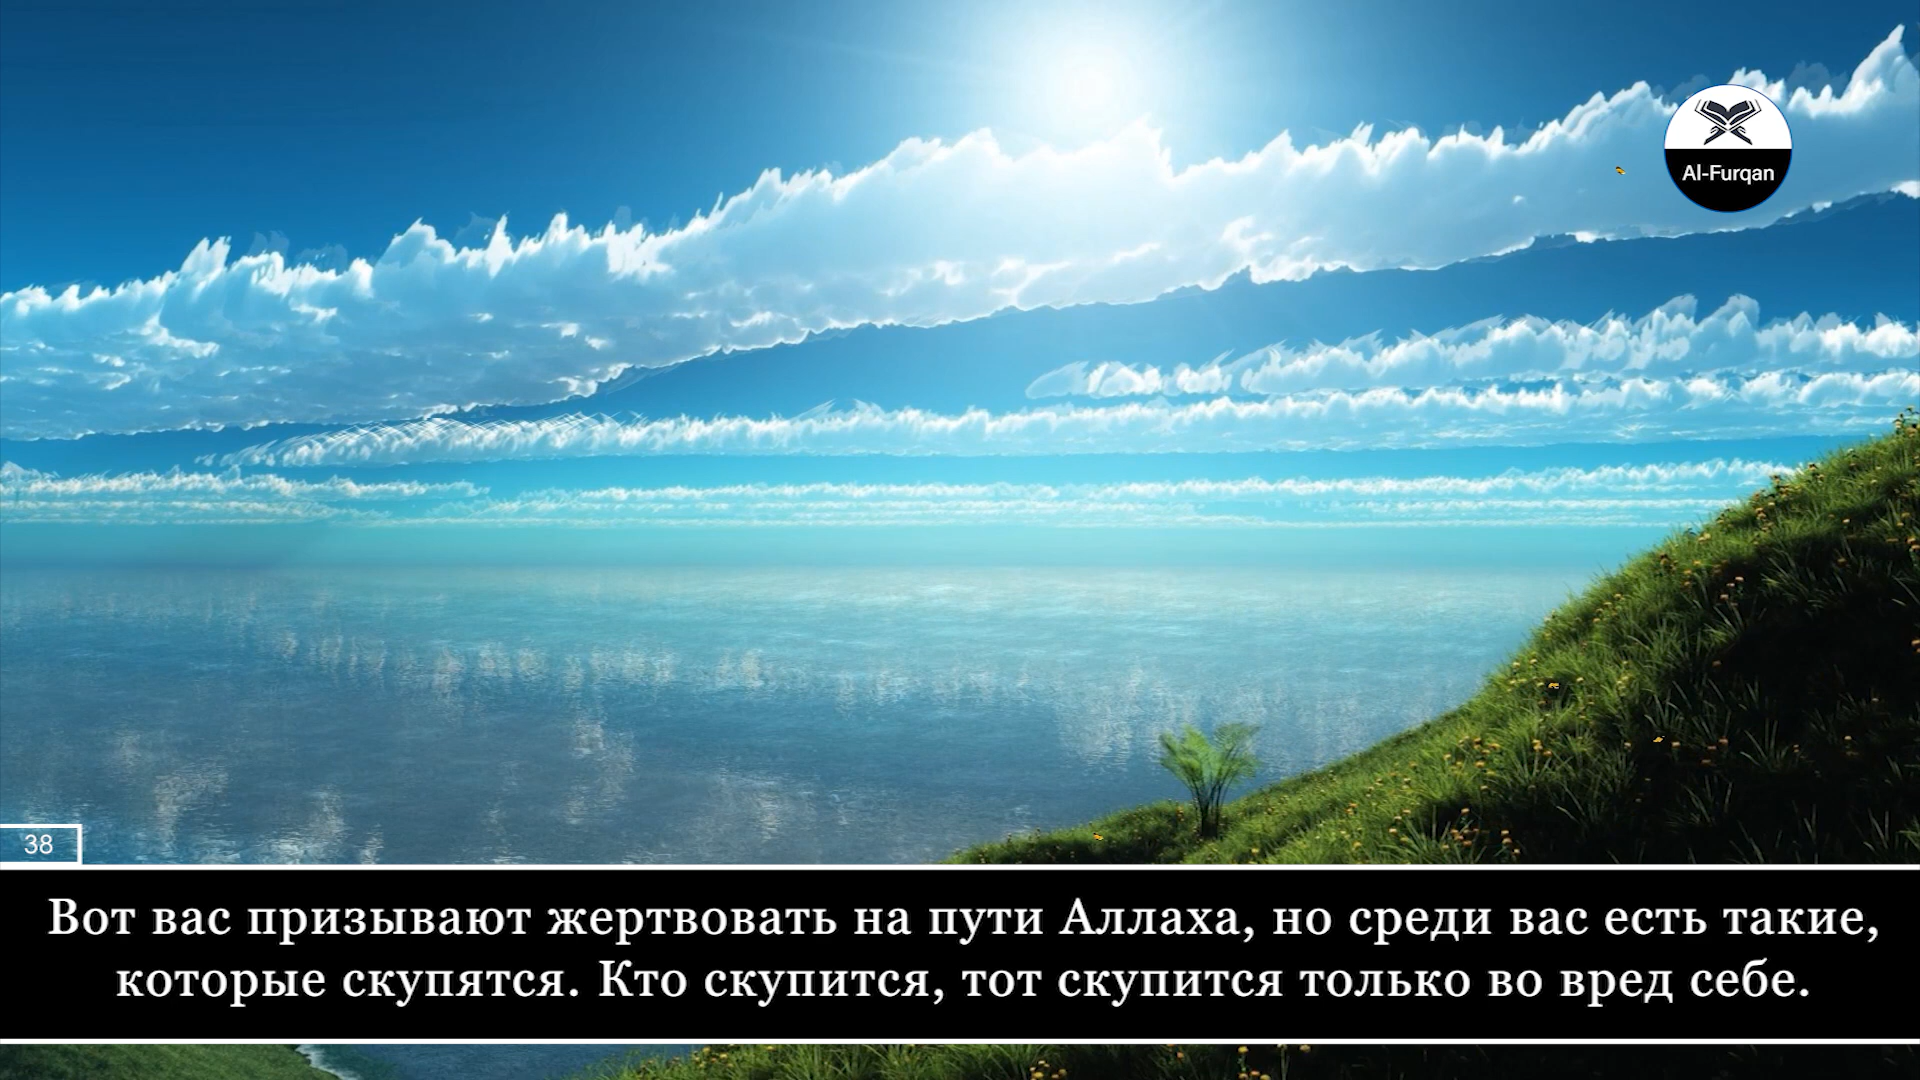 Al-Furqan
38
Вот вас призывают жертвовать на пути Аллаха, но среди вас есть такие,
которые скупятся. Кто скупится, тот скупится только во вред себе.